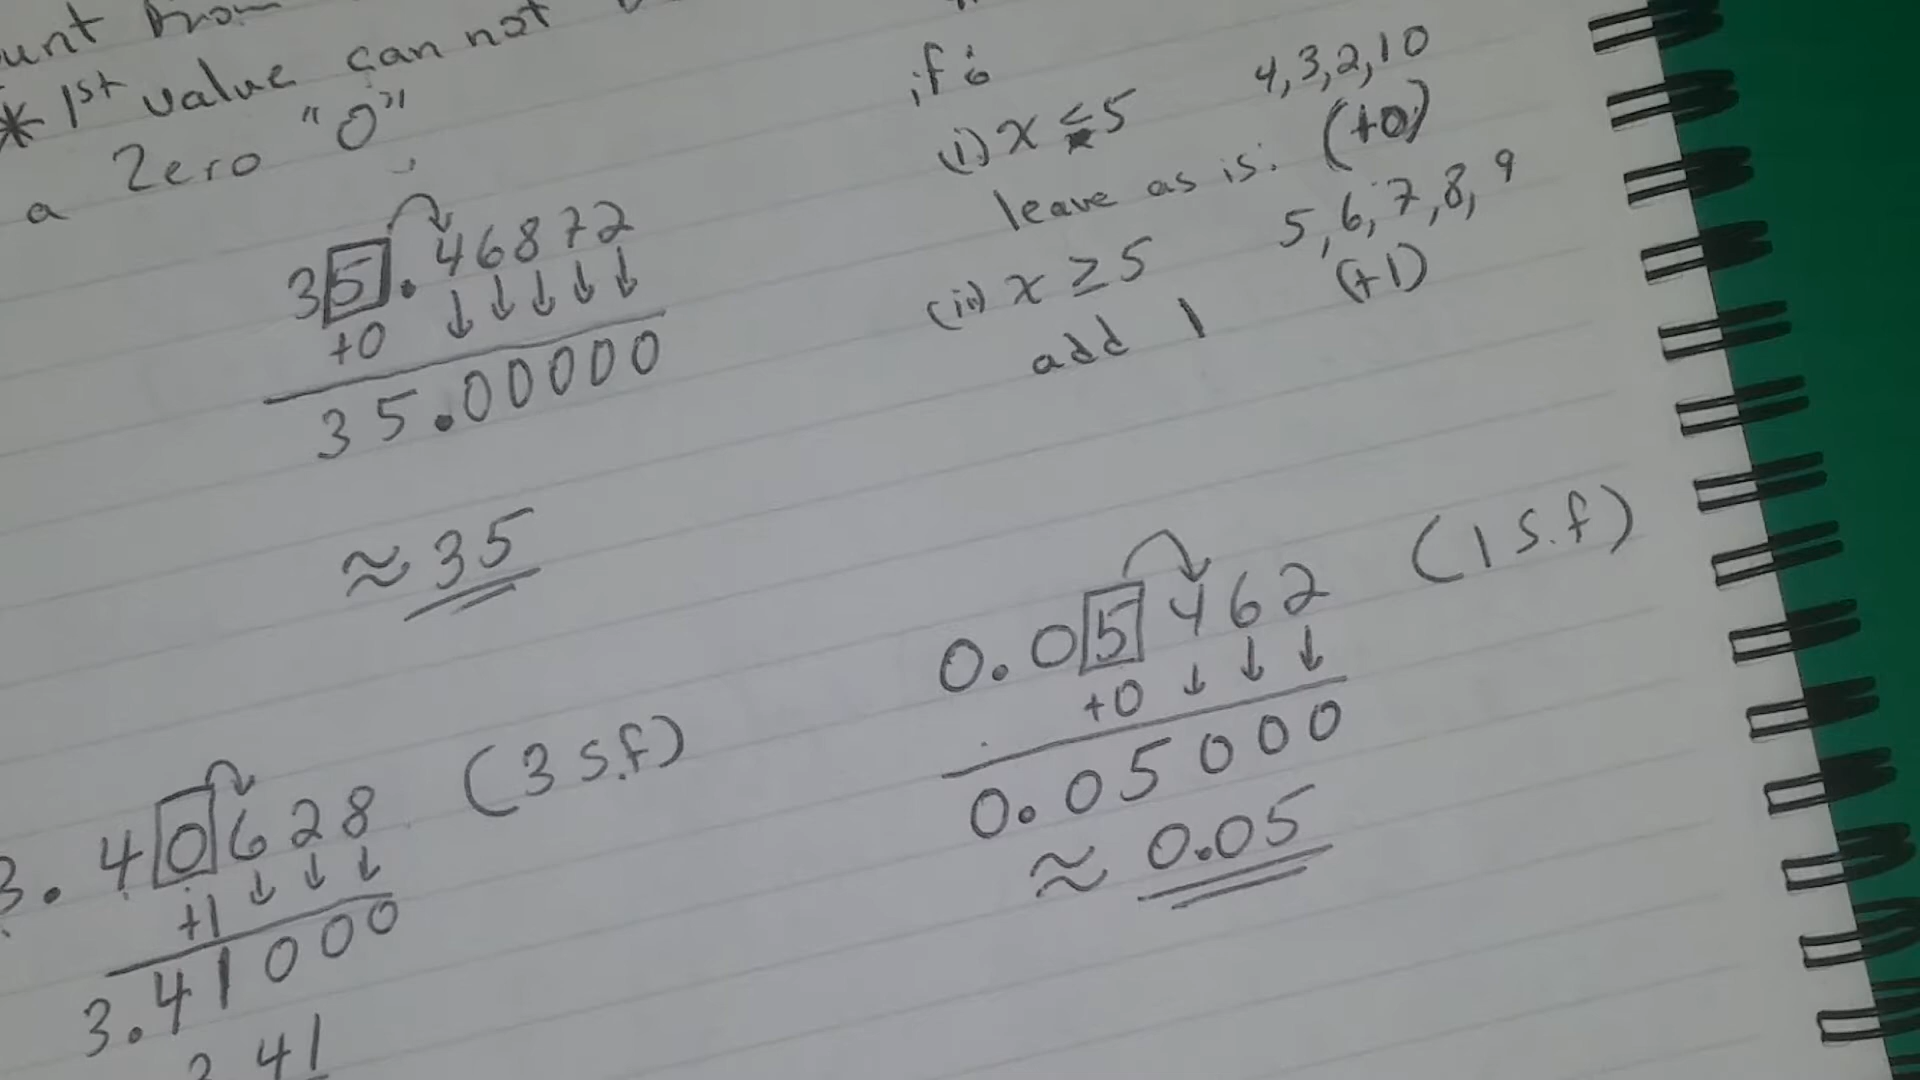 unt from
* 1st value can not
a Zero "0"
35.46872
+0 ↓ ↓ ↓ ↓ ↓
35.00000
≈ 35
if:
(i) x ≤ 5 4,3,2,10
leave as is. (+0)
(ii) x ≥ 5 5,6,7,8,9
add 1 (+1)
3.40628 (3 s.f)
+1 ↓ ↓ ↓
3.41000
3.41
0.05462 (1 s.f)
+0 ↓ ↓ ↓
0.05000
≈ 0.05